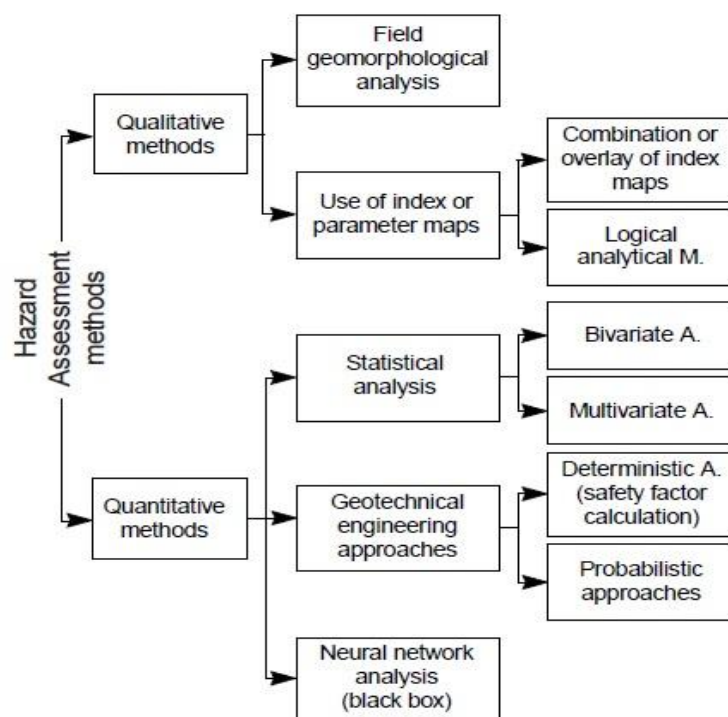 Hazard
Assessment
methods
Qualitative
methods
Field
geomorphological
analysis
Use of index or
parameter maps
Combination or
overlay of index
maps
Logical
analytical M.
Quantitative
methods
Statistical
analysis
Bivariate A.
Multivariate A.
Geotechnical
engineering
approaches
Deterministic A.
(safety factor
calculation)
Probabilistic
approaches
Neural network
analysis
(black box)